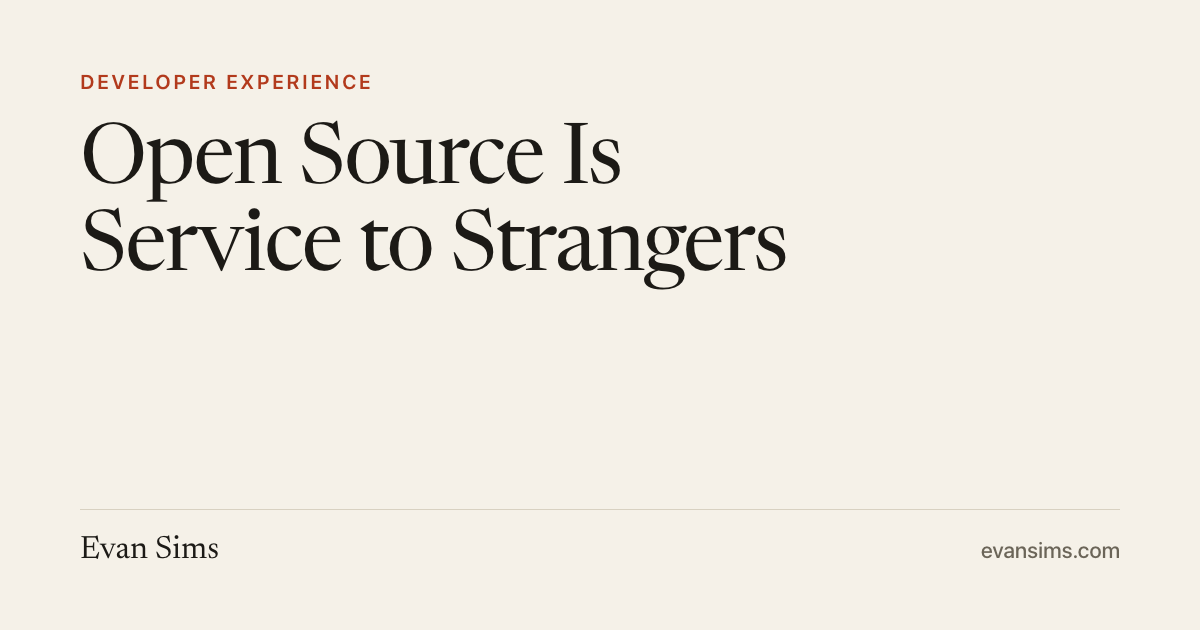 DEVELOPER EXPERIENCE
Open Source Is
Service to Strangers
Evan Sims
evansims.com